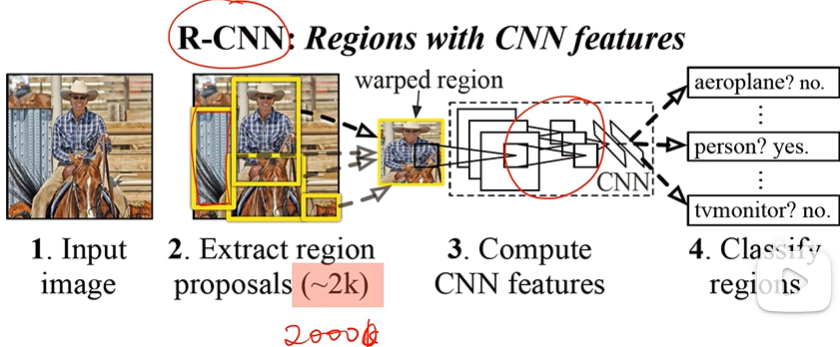 R-CNN: Regions with CNN features
warped region
aeroplane? no.
person? yes.
CNN
tvmonitor? no.
1. Input
image
2. Extract region
proposals (~2k)
3. Compute
CNN features
4. Classify
regions